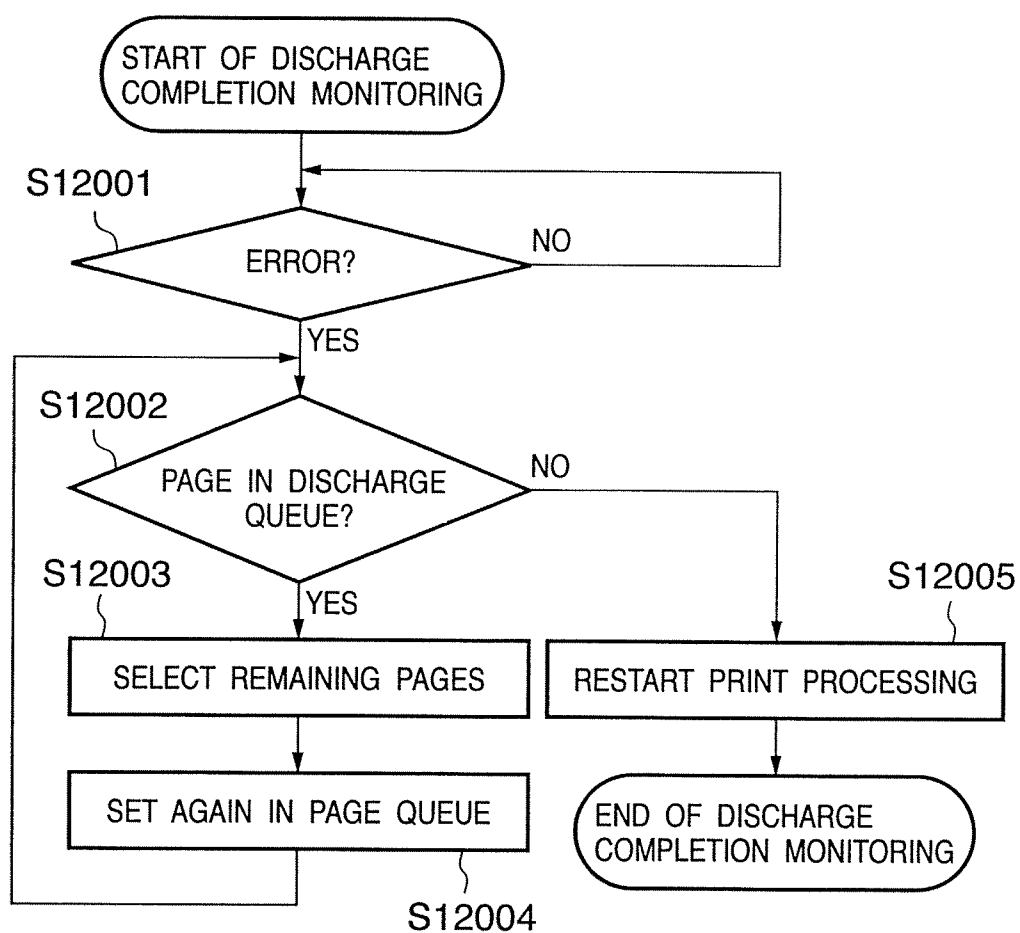 START OF DISCHARGE
COMPLETION MONITORING
S12001
ERROR?
NO
YES
S12002
PAGE IN DISCHARGE
QUEUE?
NO
YES
S12003
SELECT REMAINING PAGES
S12005
RESTART PRINT PROCESSING
SET AGAIN IN PAGE QUEUE
S12004
END OF DISCHARGE
COMPLETION MONITORING